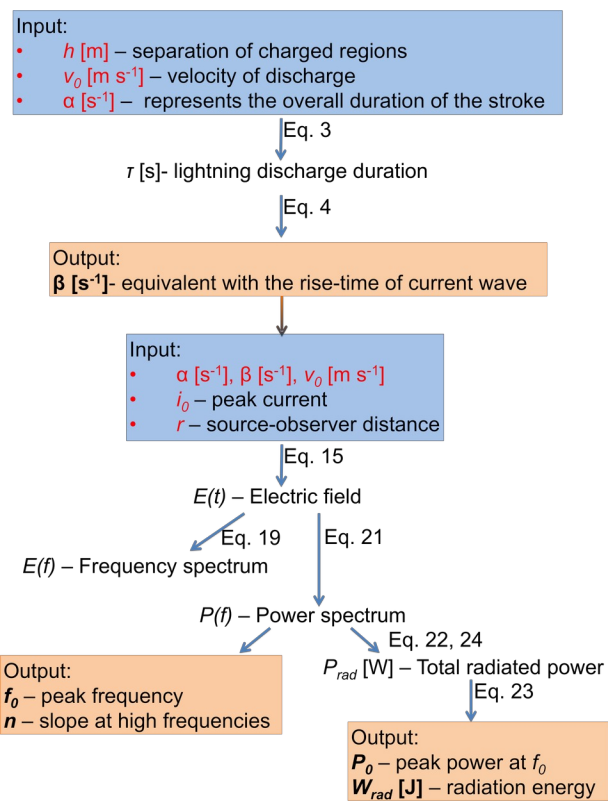 Input:
• h [m] – separation of charged regions
• v₀ [m s⁻¹] – velocity of discharge
• α [s⁻¹] – represents the overall duration of the stroke
Eq. 3
τ [s]- lightning discharge duration
Eq. 4
Output:
β [s⁻¹]- equivalent with the rise-time of current wave
Input:
• α [s⁻¹], β [s⁻¹], v₀ [m s⁻¹]
• i₀ – peak current
• r – source-observer distance
Eq. 15
E(t) – Electric field
Eq. 19
Eq. 21
E(f) – Frequency spectrum
P(f) – Power spectrum
Eq. 22, 24
Output:
f₀ – peak frequency
n – slope at high frequencies
P_rad [W] – Total radiated power
Eq. 23
Output:
P₀ – peak power at f₀
W_rad [J] – radiation energy